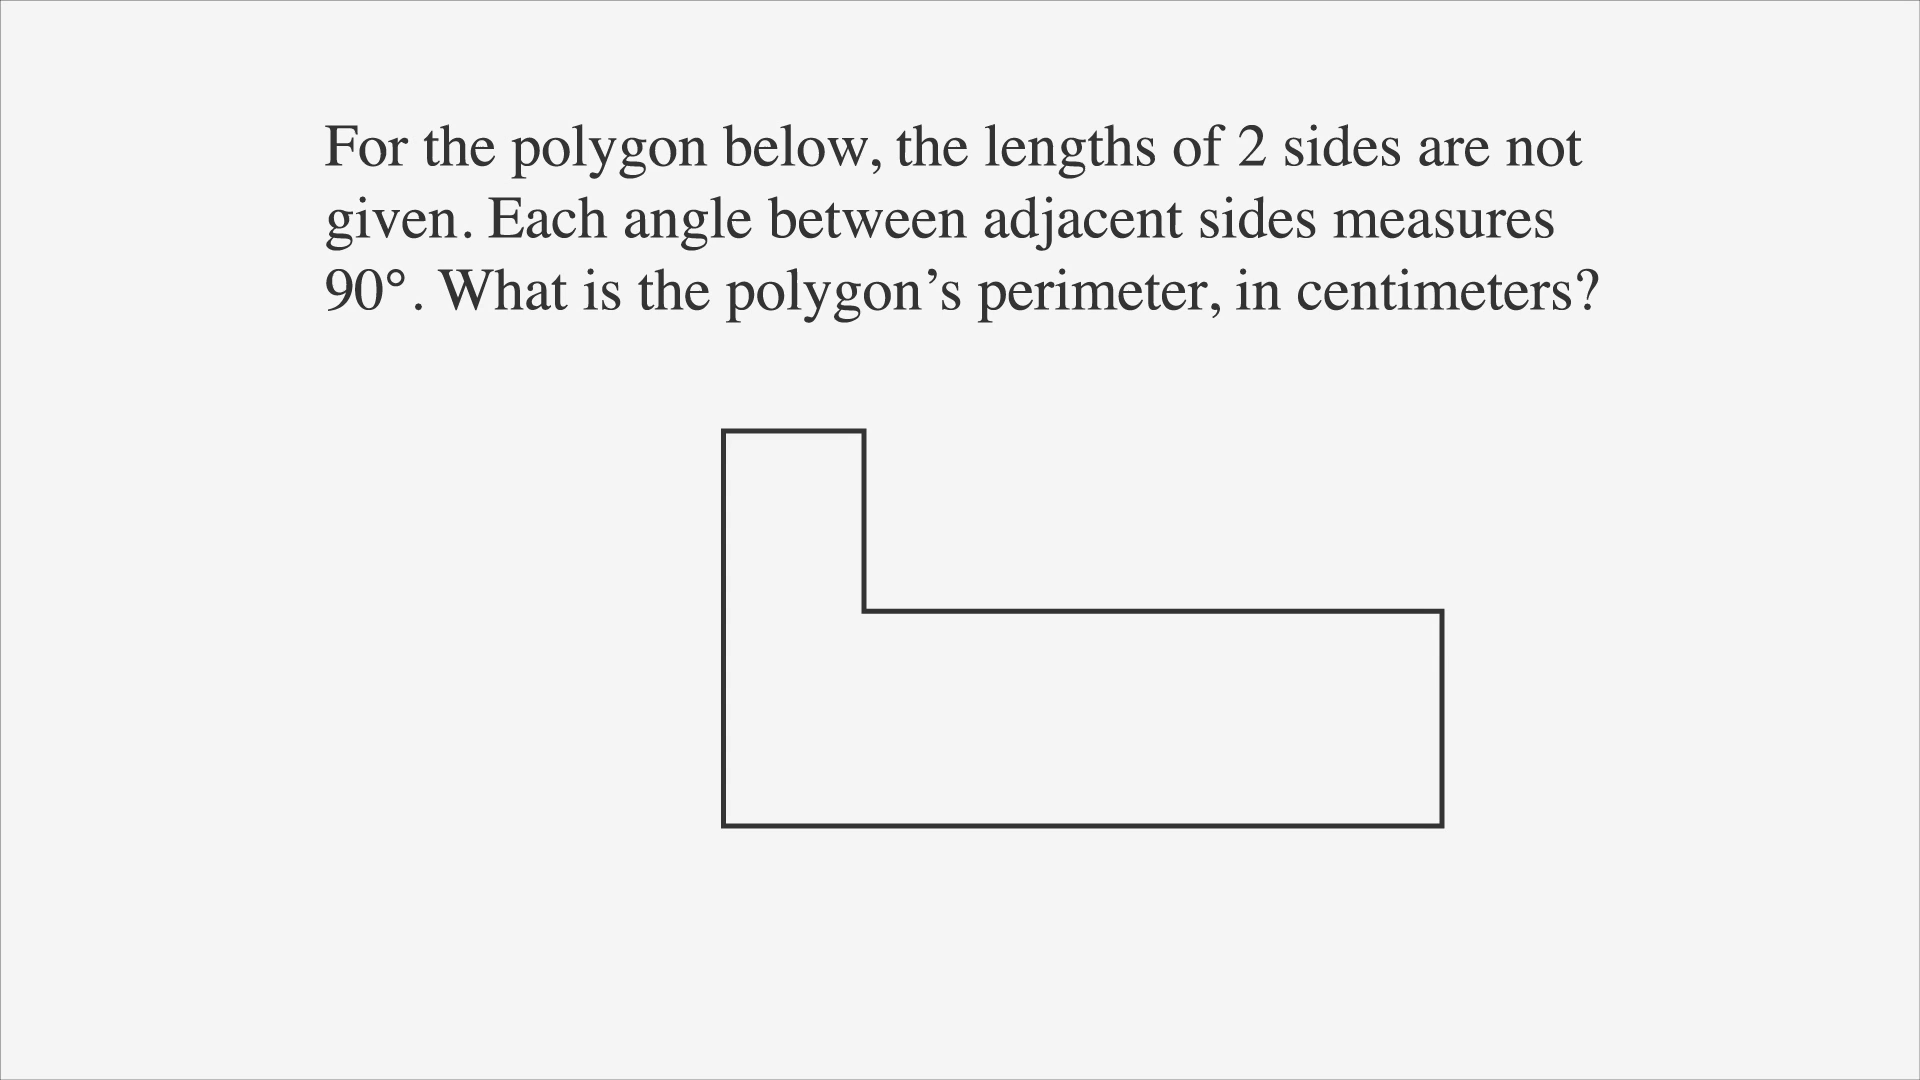 For the polygon below, the lengths of 2 sides are not
given. Each angle between adjacent sides measures
90°. What is the polygon’s perimeter, in centimeters?